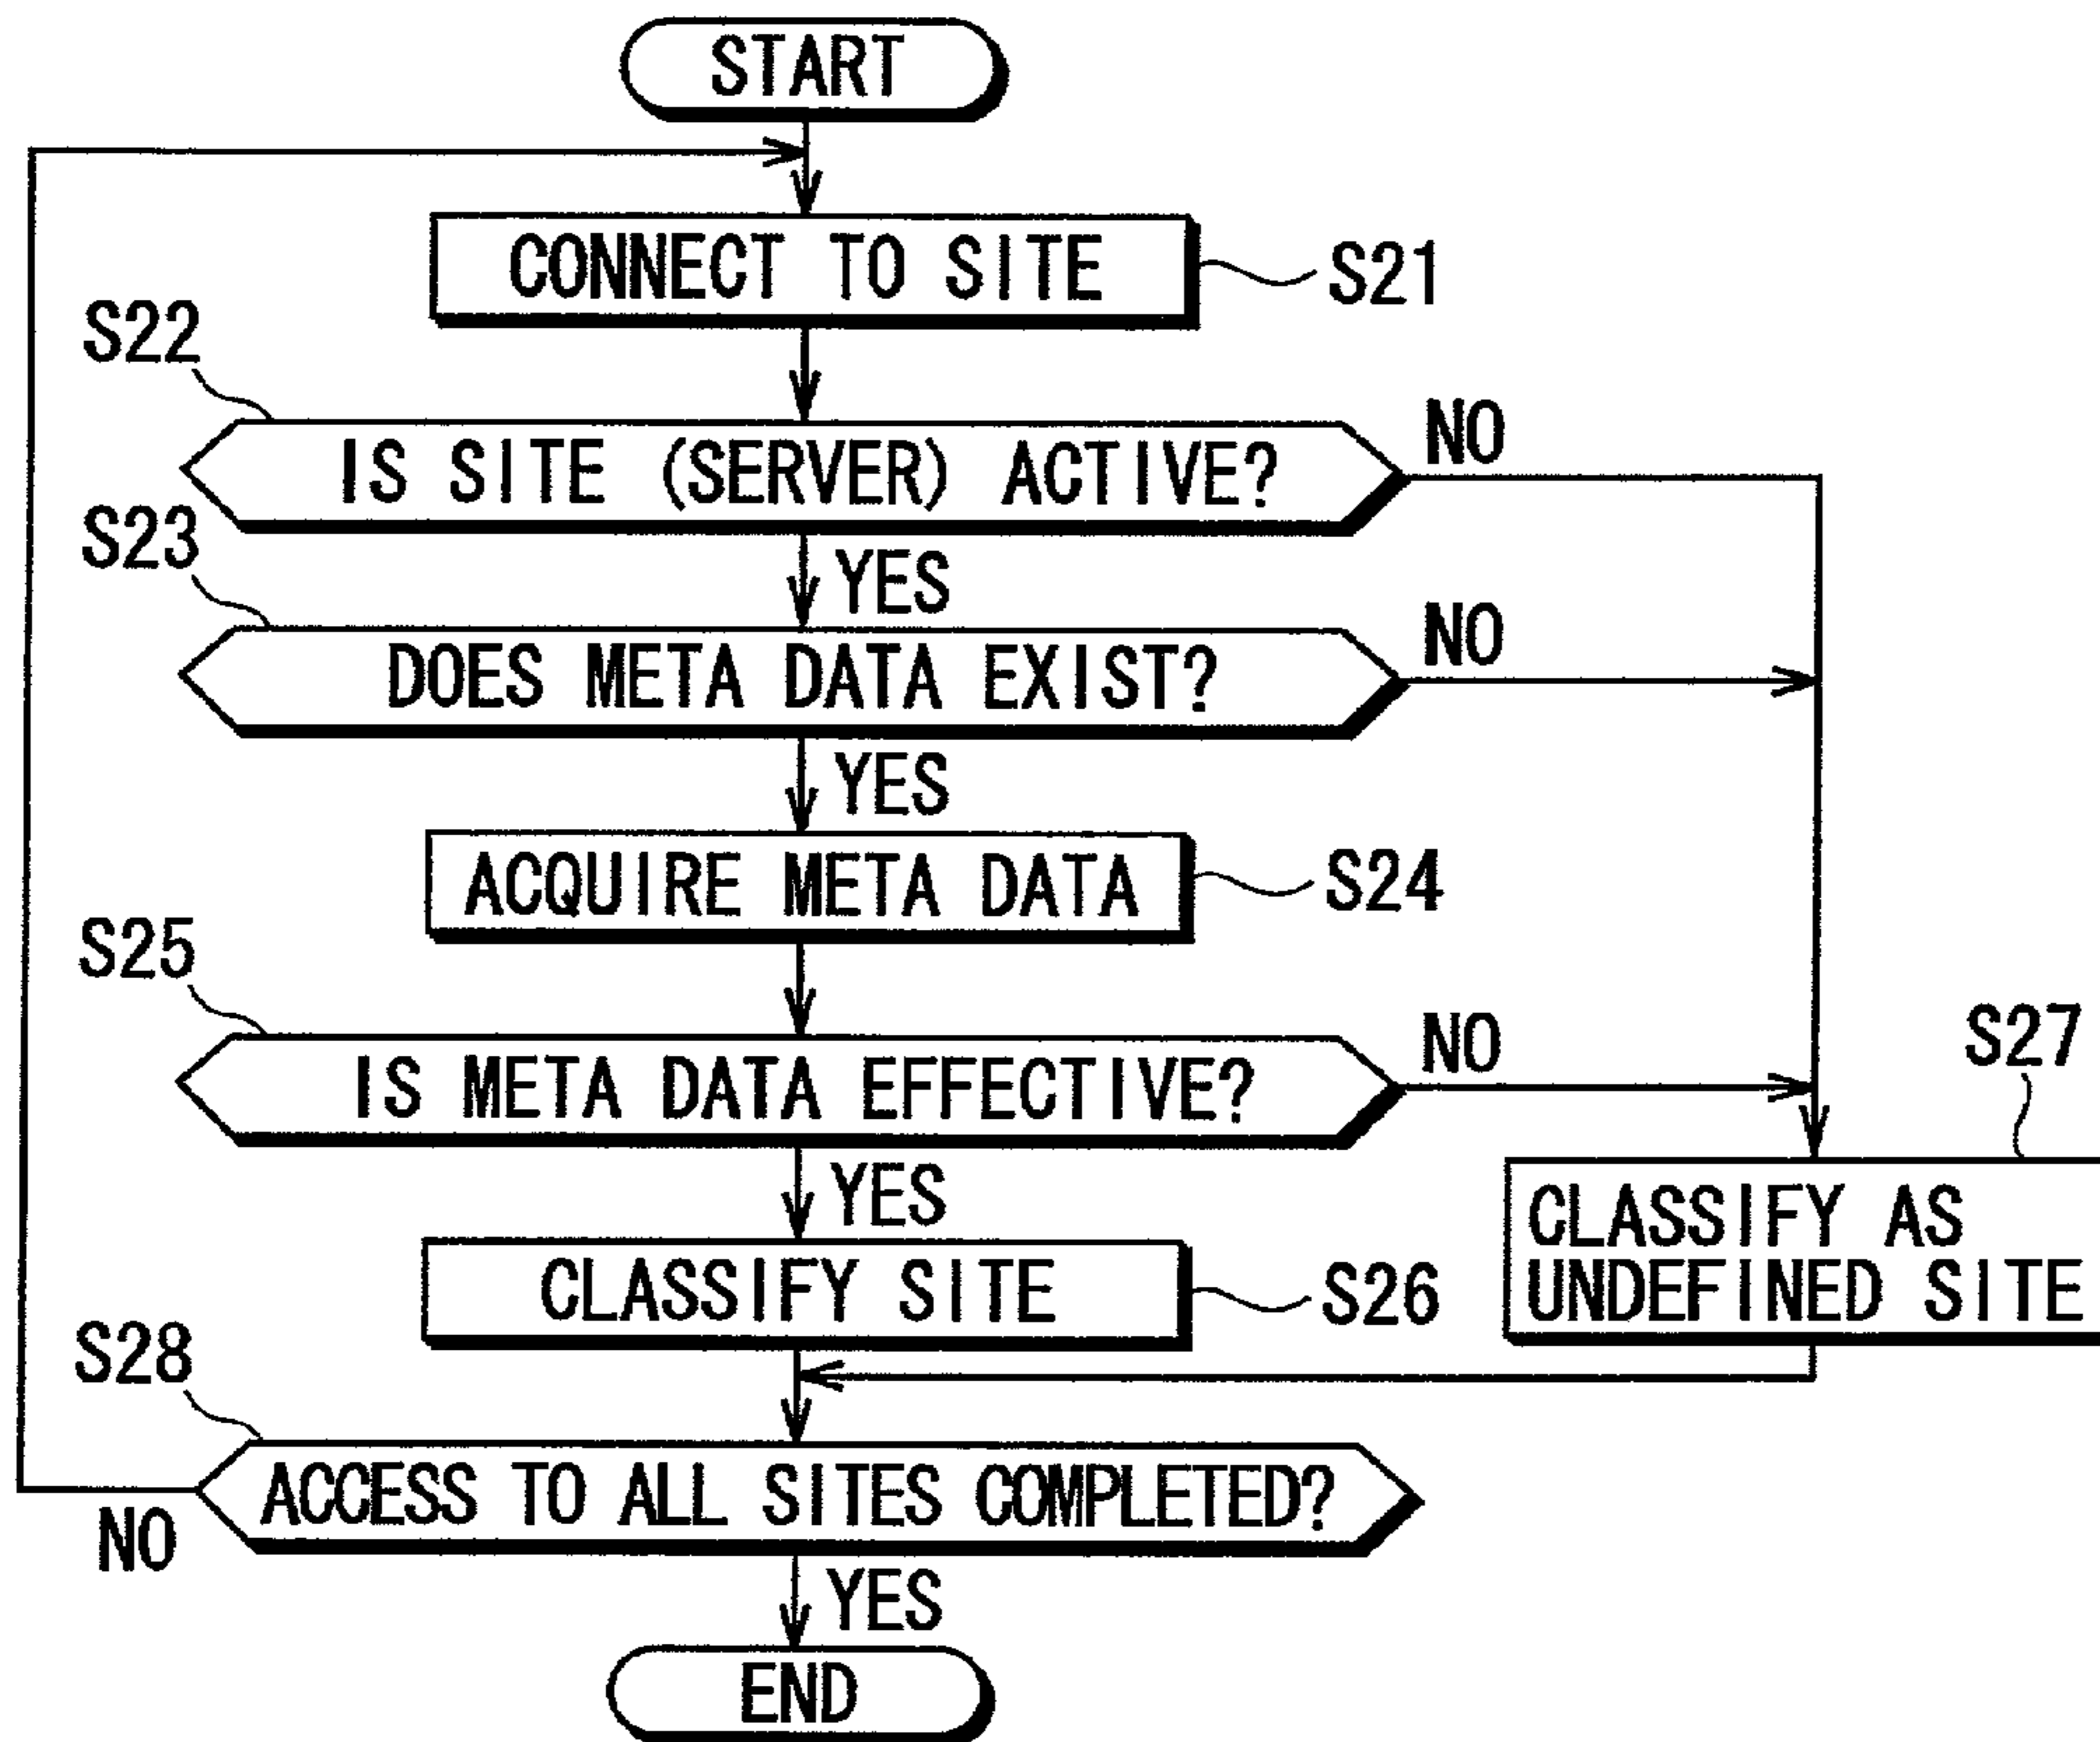 START
CONNECT TO SITE
S21
S22
IS SITE (SERVER) ACTIVE?
NO
S23
YES
DOES META DATA EXIST?
NO
YES
ACQUIRE META DATA
S24
S25
IS META DATA EFFECTIVE?
NO
S27
YES
CLASSIFY AS
UNDEFINED SITE
CLASSIFY SITE
S26
S28
ACCESS TO ALL SITES COMPLETED?
NO
YES
END